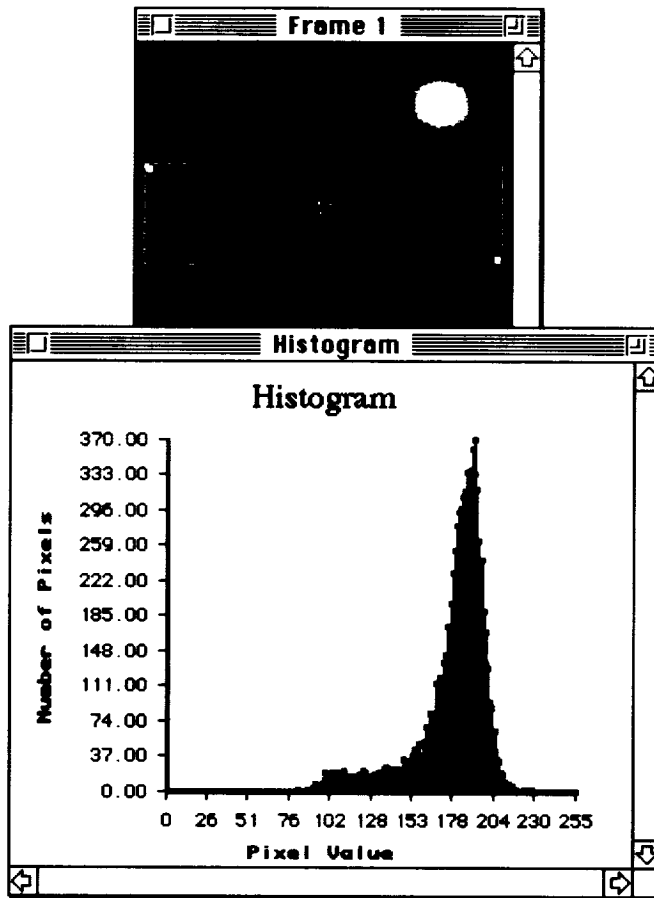 Frame 1
Histogram
Histogram
370.00
333.00
296.00
259.00
222.00
185.00
148.00
111.00
74.00
37.00
0.00
Number of Pixels
0 26 51 76 102 128 153 178 204 230 255
Pixel Value